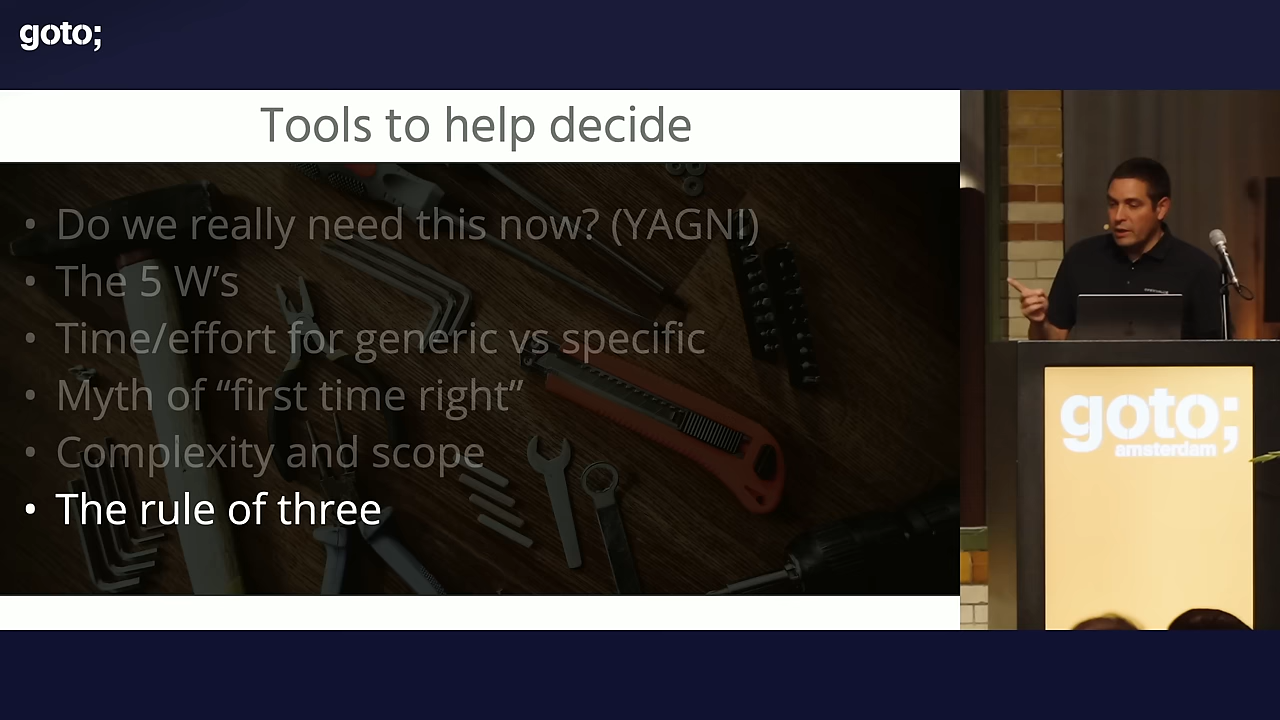 goto;
Tools to help decide
• Do we really need this now? (YAGNI)
• The 5 W’s
• Time/effort for generic vs specific
• Myth of “first time right”
• Complexity and scope
• The rule of three
goto;
amsterdam